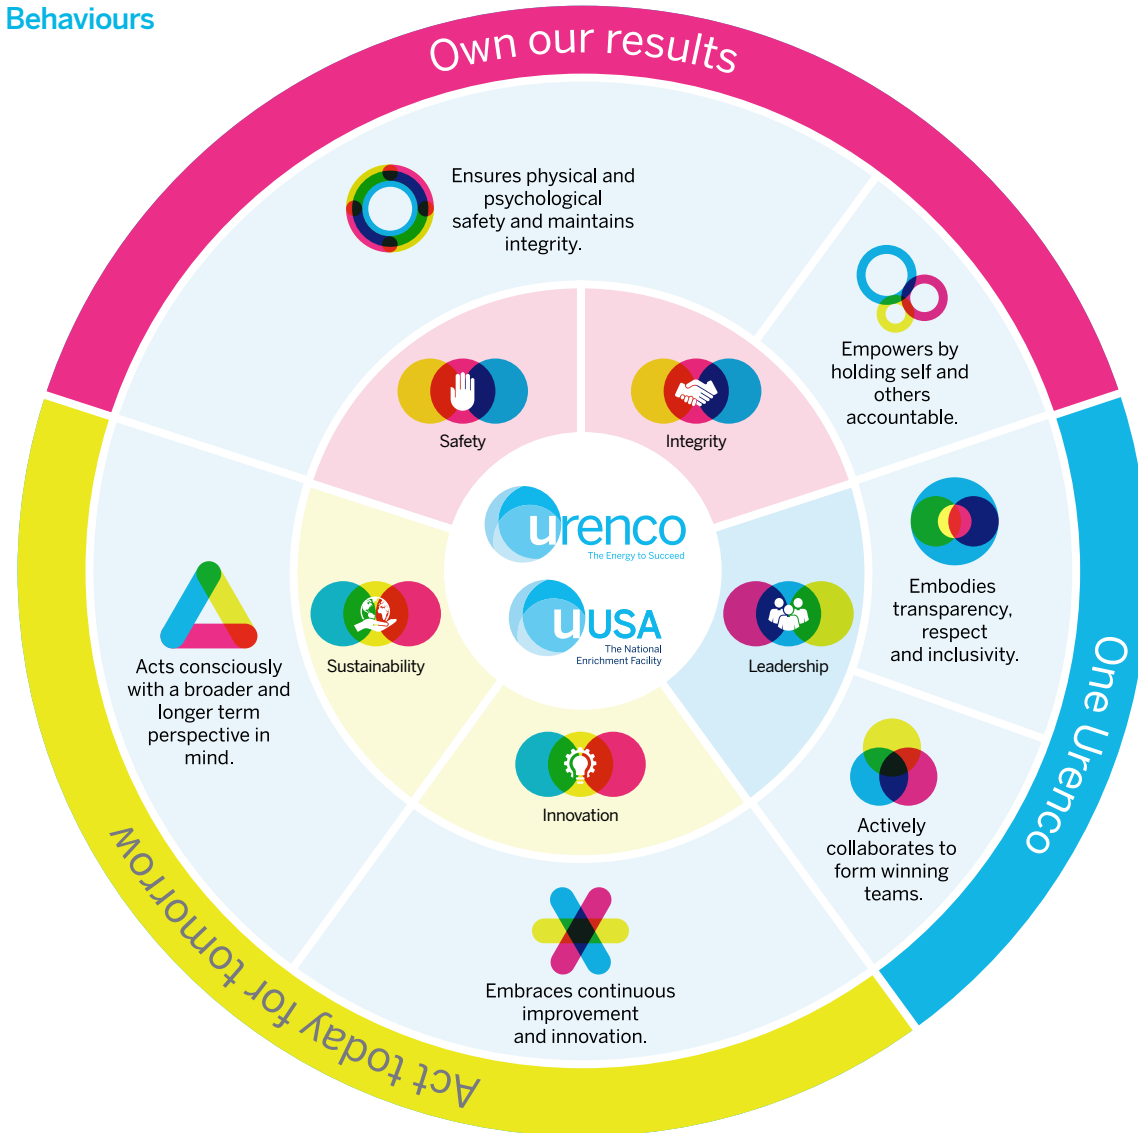 Behaviours
Own our results
Ensures physical and
psychological
safety and maintains
integrity.
Empowers by
holding self and
others
accountable.
Safety
Integrity
urenco
The Energy to Succeed
uUSA
The National
Enrichment Facility
Embodies
transparency,
respect
and inclusivity.
One Urenco
Acts consciously
with a broader and
longer term
perspective in
mind.
Sustainability
Leadership
Innovation
Actively
collaborates to
form winning
teams.
Embraces continuous
improvement
and innovation.
Act today for tomorrow